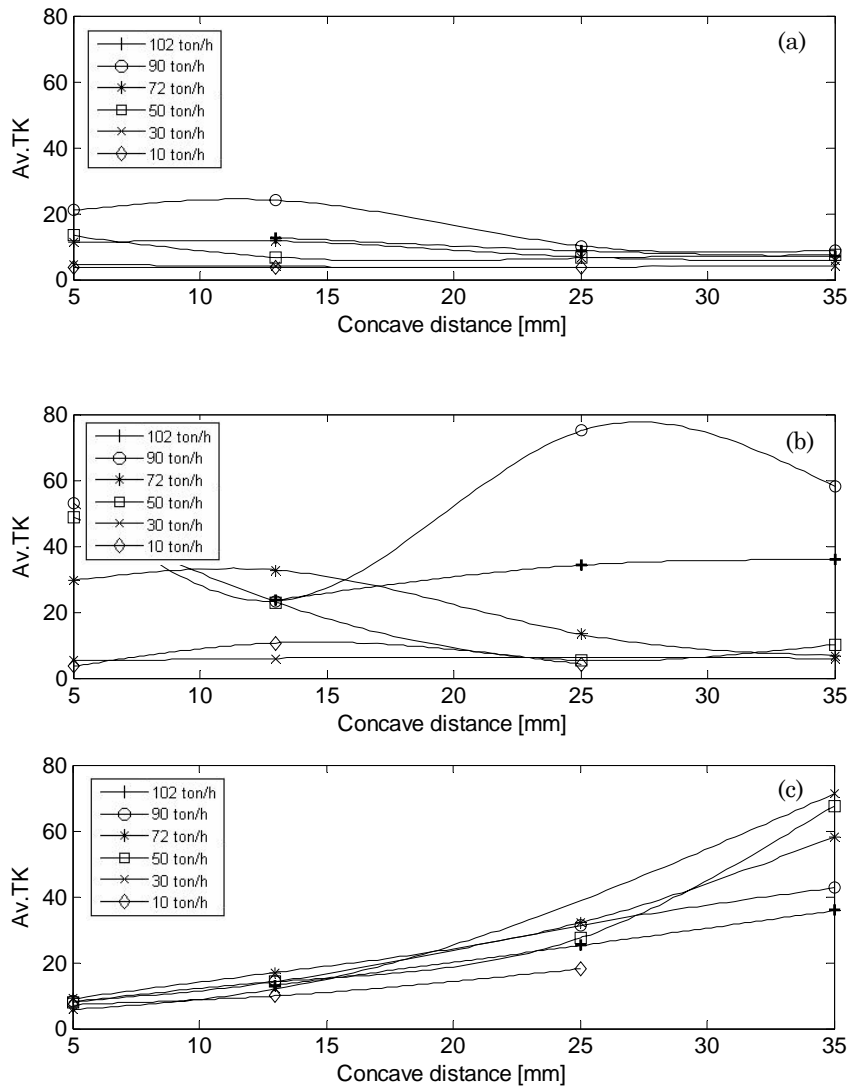 80
(a)
102 ton/h
90 ton/h
60
72 ton/h
50 ton/h
30 ton/h
40
10 ton/h
Av.TK
20
0
5 10 15 20 25 30 35
Concave distance [mm]
80
(b)
102 ton/h
90 ton/h
60
72 ton/h
50 ton/h
30 ton/h
40
10 ton/h
Av.TK
20
0
5 10 15 20 25 30 35
Concave distance [mm]
80
(c)
102 ton/h
90 ton/h
60
72 ton/h
50 ton/h
30 ton/h
40
10 ton/h
Av.TK
20
0
5 10 15 20 25 30 35
Concave distance [mm]